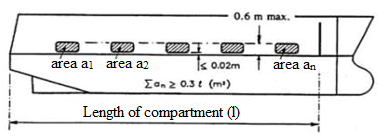 0.6 m max.
area a1 area a2 ≤ 0.02m area an
∑an ≥ 0.3 ℓ (m²)
Length of compartment (I)